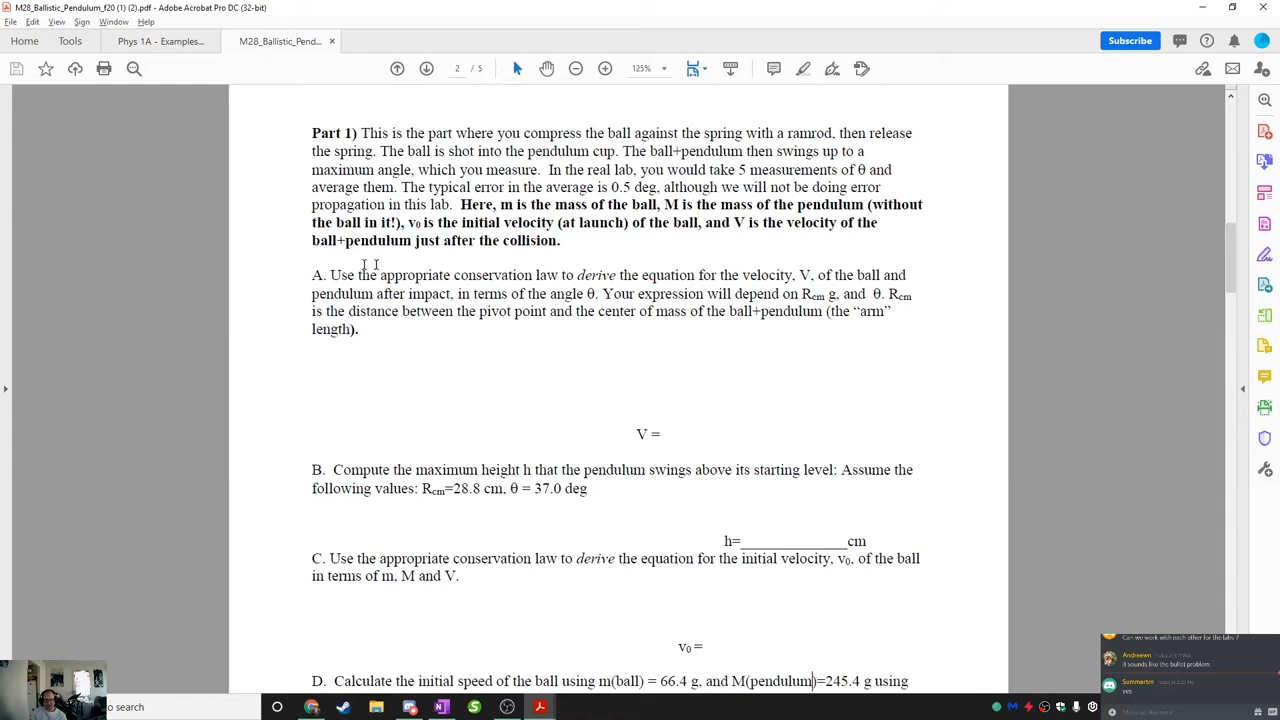 M28_Ballistic_Pendulum_f20 (1) (2).pdf - Adobe Acrobat Pro DC (32-bit)
File Edit View Sign Window Help
Home Tools Phys 1A - Examples... M28_Ballistic_Pend... × Subscribe
2 / 5 125%
Part 1) This is the part where you compress the ball against the spring with a ramrod, then release
the spring. The ball is shot into the pendulum cup. The ball+pendulum then swings up to a
maximum angle, which you measure. In the real lab, you would take 5 measurements of θ and
average them. The typical error in the average is 0.5 deg, although we will not be doing error
propagation in this lab. Here, m is the mass of the ball, M is the mass of the pendulum (without
the ball in it!), v₀ is the initial velocity (at launch) of the ball, and V is the velocity of the
ball+pendulum just after the collision.
A. Use the appropriate conservation law to derive the equation for the velocity, V, of the ball and
pendulum after impact, in terms of the angle θ. Your expression will depend on Rcm g, and θ. Rcm
is the distance between the pivot point and the center of mass of the ball+pendulum (the “arm”
length).
V =
B. Compute the maximum height h that the pendulum swings above its starting level: Assume the
following values: Rcm=28.8 cm, θ = 37.0 deg
h=______________cm
C. Use the appropriate conservation law to derive the equation for the initial velocity, v₀, of the ball
in terms of m, M and V.
v₀ =
D. Calculate the of the ball using m(ball) = 66.4 g, and M(pendulum)=245.4 g using
Can we work with each other for the labs ?
Andreewn
it sounds like the bullet problem
Summertm
yes
o search